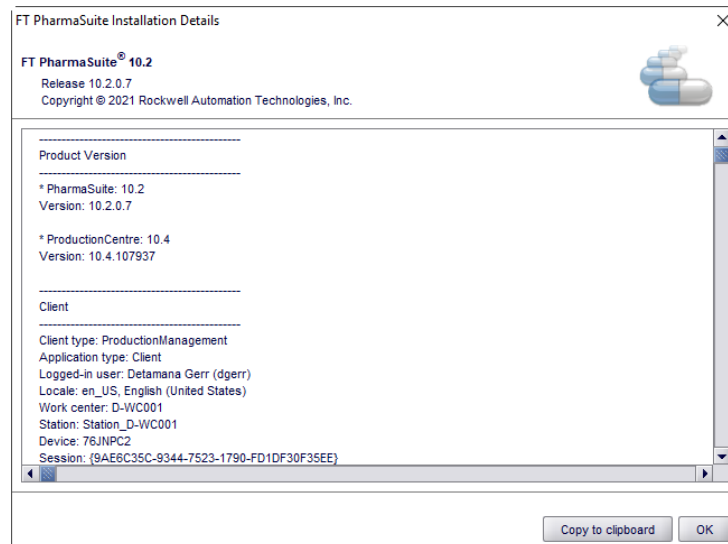 FT PharmaSuite Installation Details
FT PharmaSuite® 10.2
Release 10.2.0.7
Copyright © 2021 Rockwell Automation Technologies, Inc.
--------------------------------------------------
Product Version
--------------------------------------------------
* PharmaSuite: 10.2
Version: 10.2.0.7
* ProductionCentre: 10.4
Version: 10.4.107937
--------------------------------------------------
Client
--------------------------------------------------
Client type: ProductionManagement
Application type: Client
Logged-in user: Detamana Gerr (dgerr)
Locale: en_US, English (United States)
Work center: D-WC001
Station: Station_D-WC001
Device: 76JNPC2
Session: {9AE6C35C-9344-7523-1790-FD1DF30F35EE}
Copy to clipboard
OK